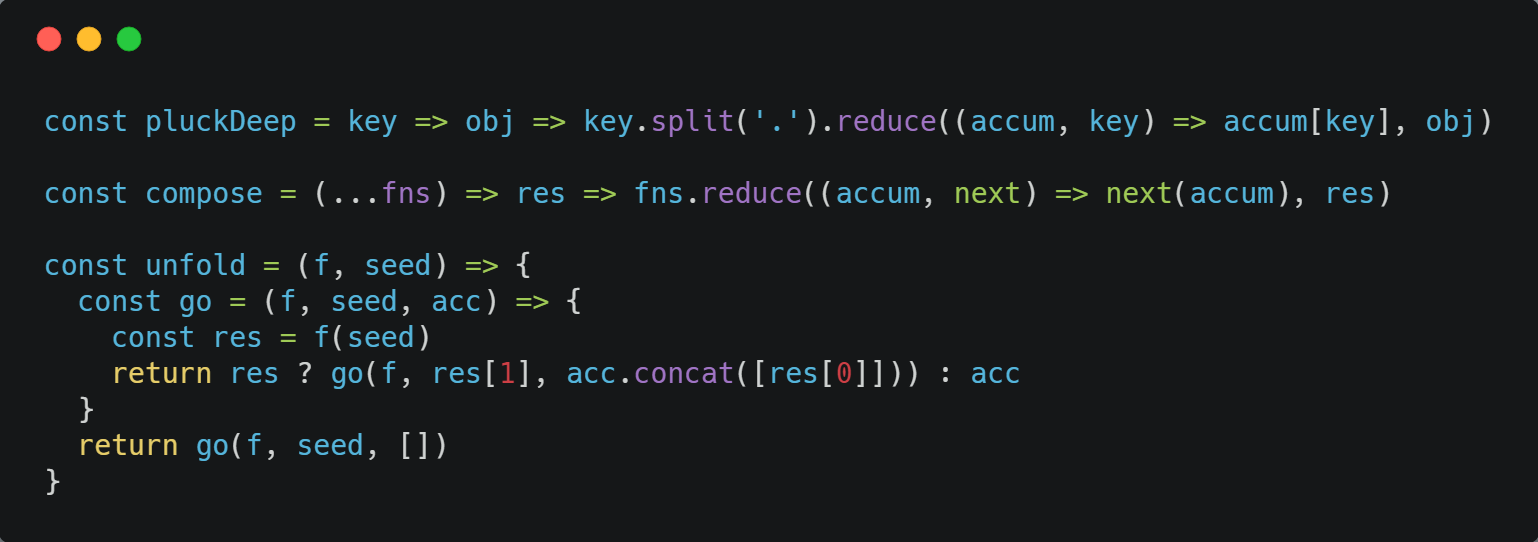 const pluckDeep = key => obj => key.split('.').reduce((accum, key) => accum[key], obj)

const compose = (...fns) => res => fns.reduce((accum, next) => next(accum), res)

const unfold = (f, seed) => {
  const go = (f, seed, acc) => {
    const res = f(seed)
    return res ? go(f, res[1], acc.concat([res[0]])) : acc
  }
  return go(f, seed, [])
}